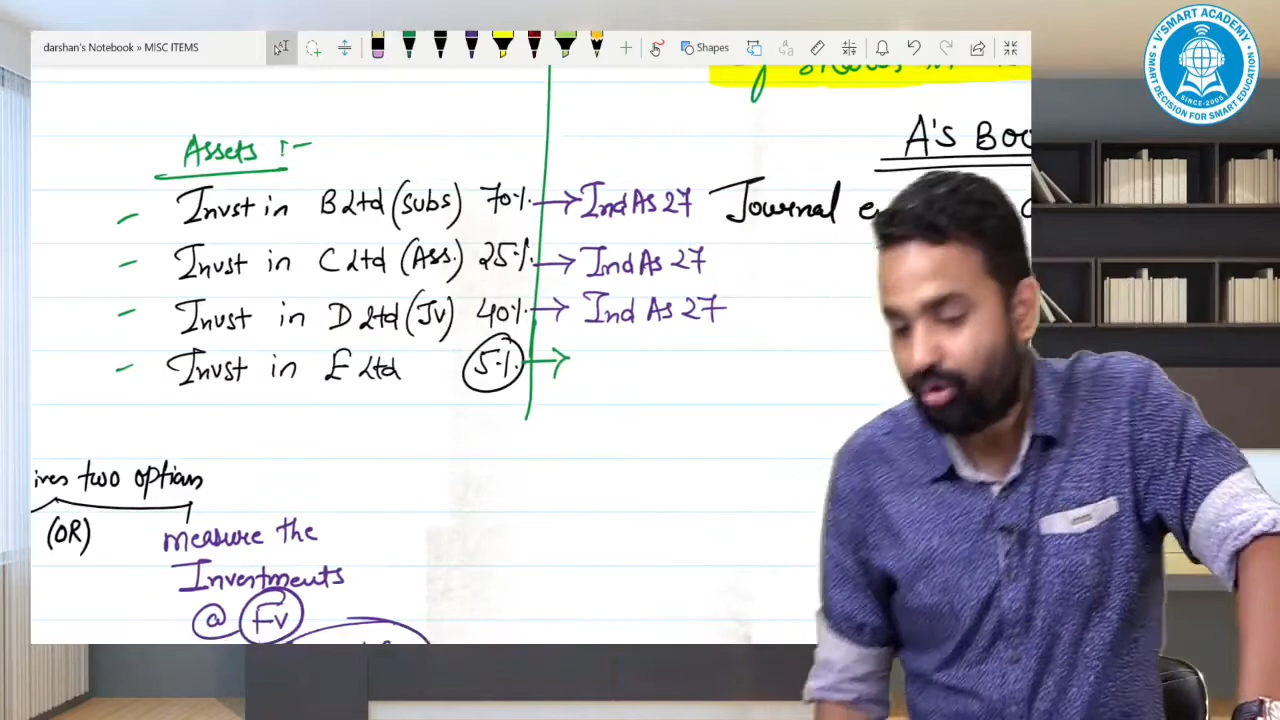 darshan's Notebook » MISC ITEMS
Shapes
V'SMART ACADEMY
SMART DECISION FOR SMART EDUCATION
SINCE-2005
A's Boo
Assets :-
Invst in B Ltd (subs) 70% → Ind As 27
Journal
Invst in C Ltd (Ass.) 25% → Ind As 27
Invst in D Ltd (JV) 40% → Ind As 27
Invst in E Ltd 5% →
ives two options
(OR) measure the
Investments
@ FV